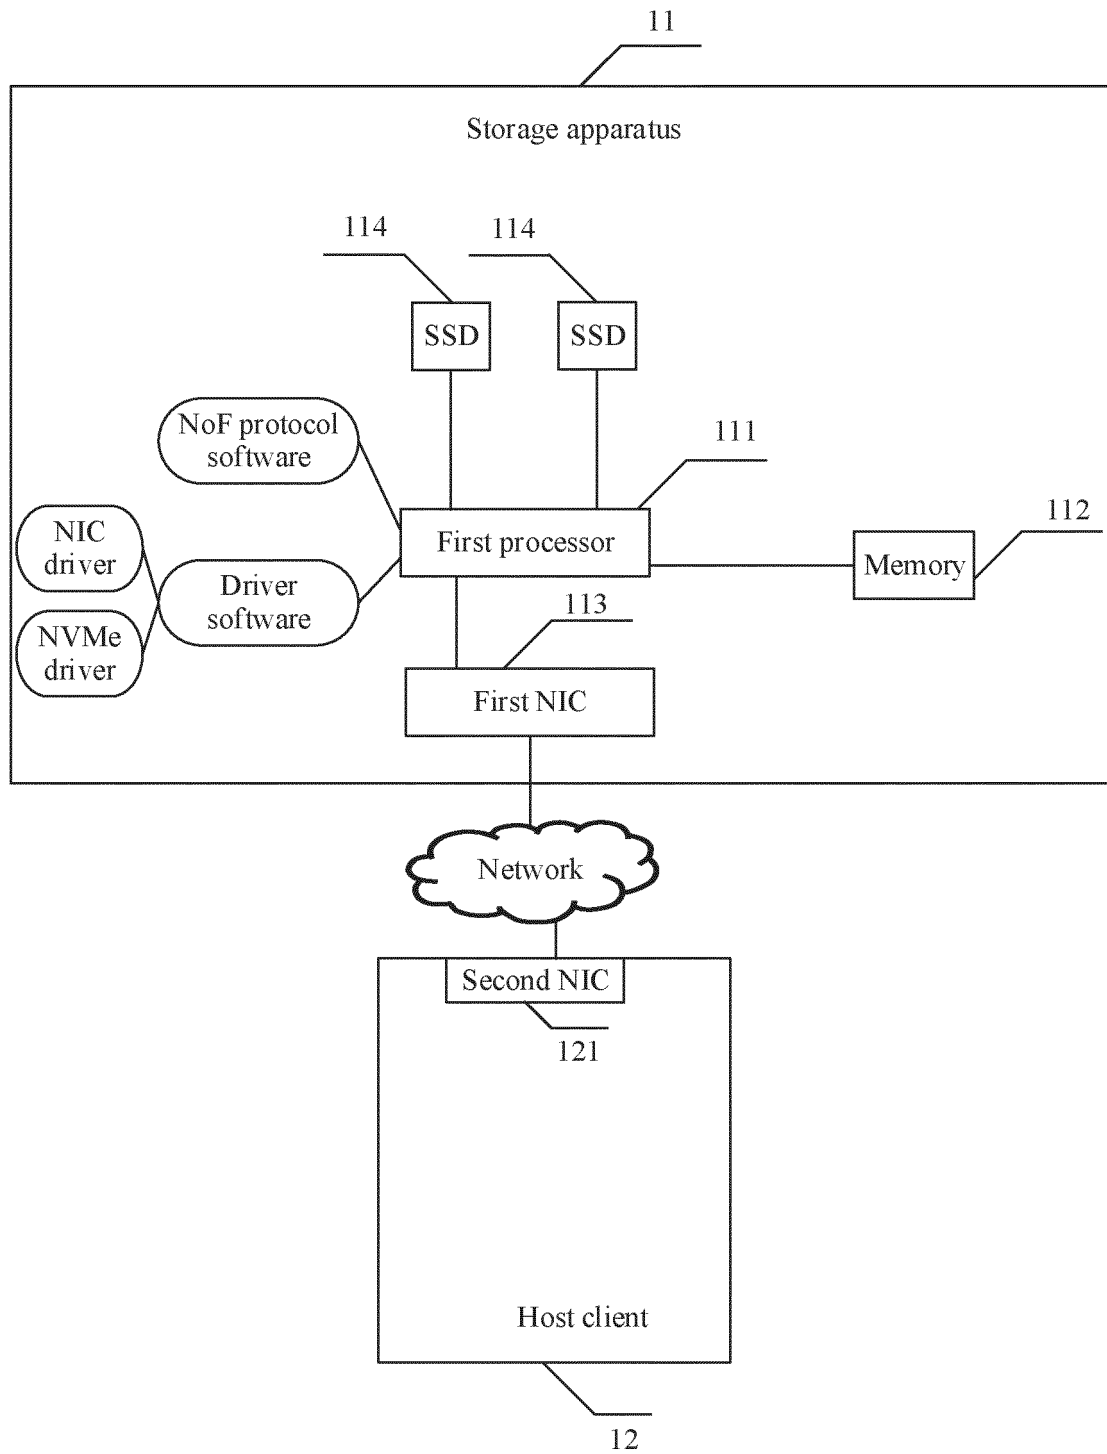 11
Storage apparatus
114
114
SSD
SSD
NoF protocol
software
111
112
NIC
driver
First processor
Memory
Driver
software
113
NVMe
driver
First NIC
Network
Second NIC
121
Host client
12